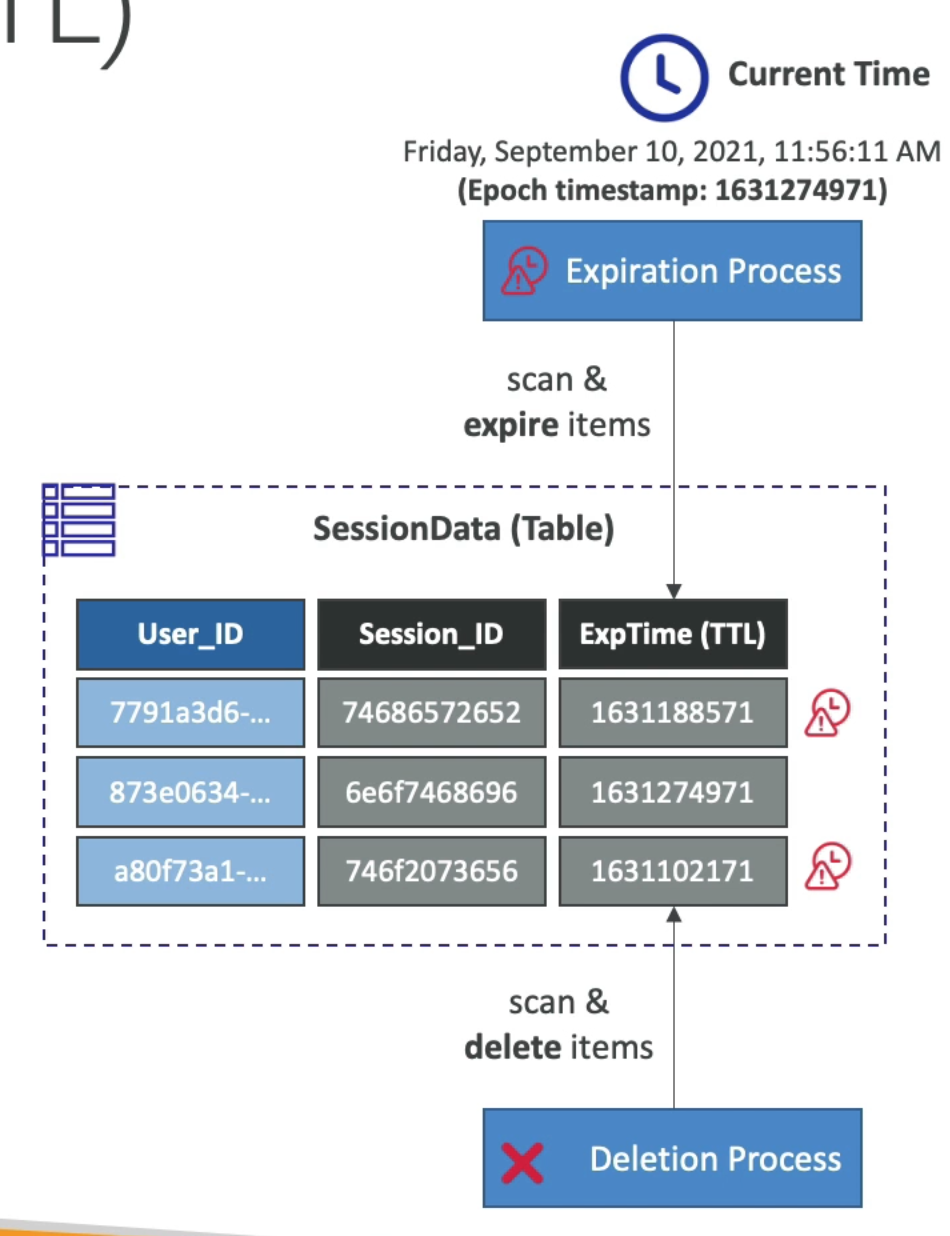 TL)
Current Time
Friday, September 10, 2021, 11:56:11 AM
(Epoch timestamp: 1631274971)
Expiration Process
scan &
expire items
SessionData (Table)
User_ID Session_ID ExpTime (TTL)
7791a3d6-... 74686572652 1631188571
873e0634-... 6e6f7468696 1631274971
a80f73a1-... 746f2073656 1631102171
scan &
delete items
Deletion Process